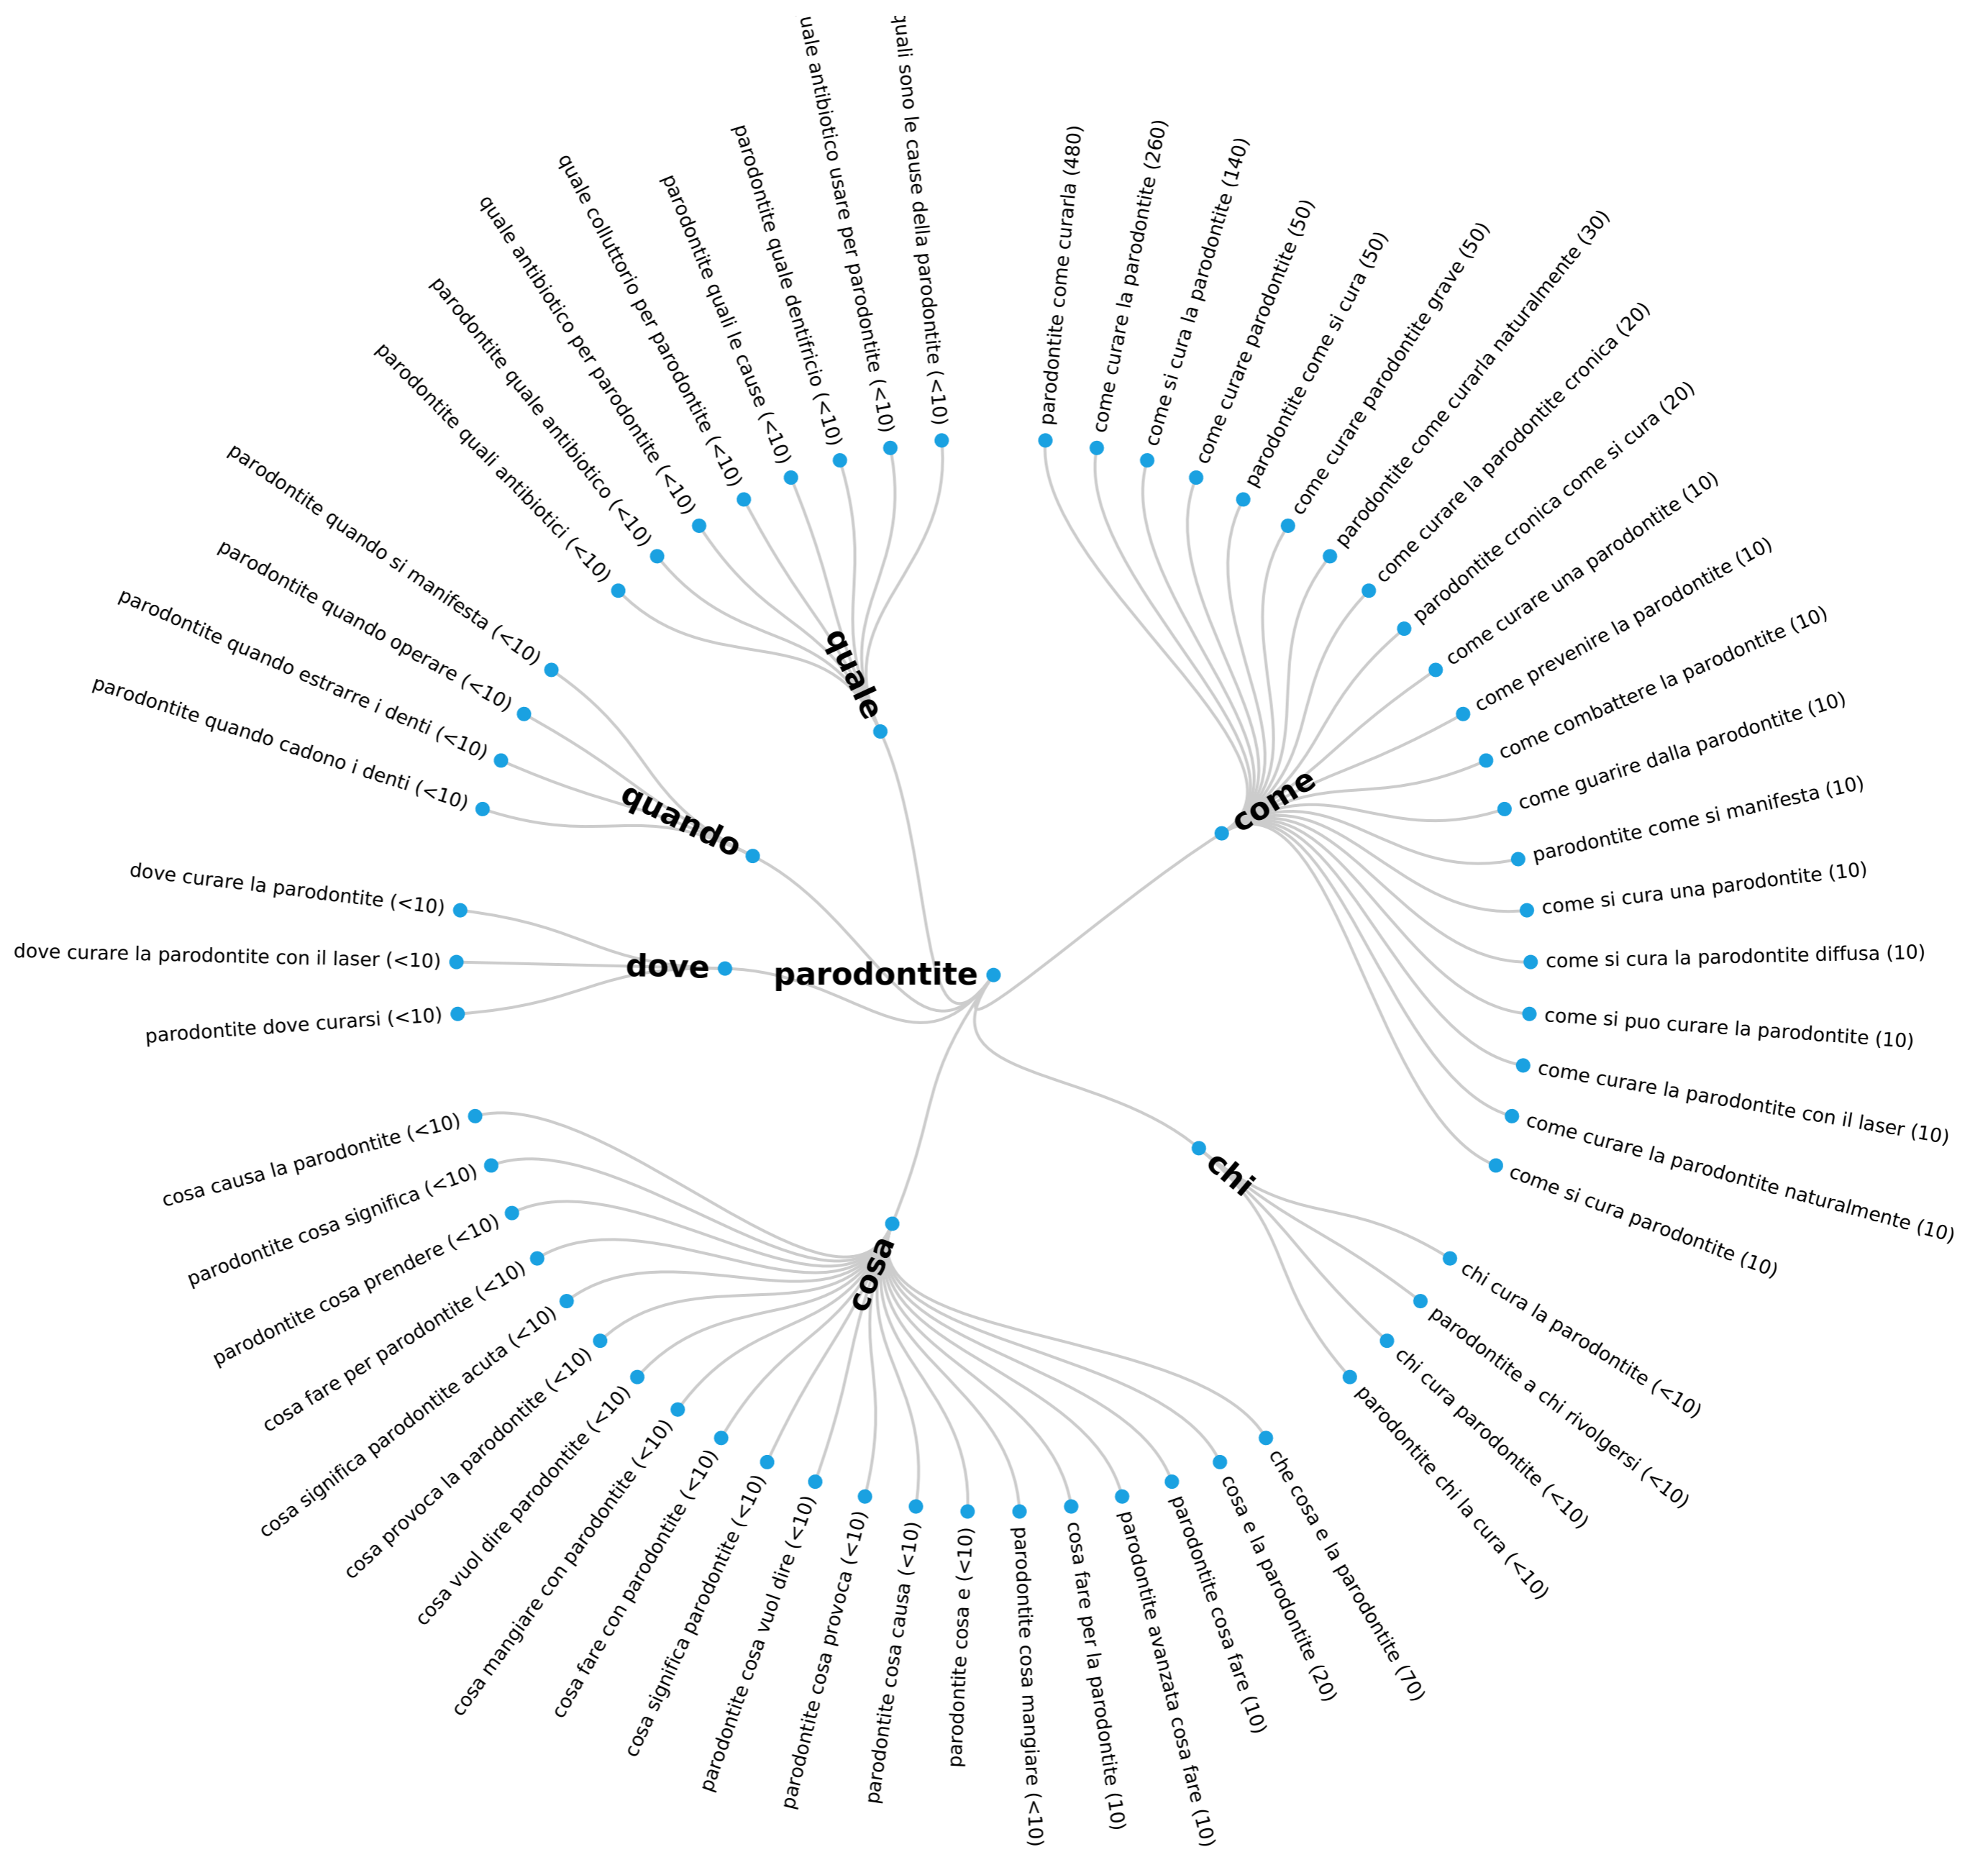 parodontite
come
parodontite come curarla (480)
come curare la parodontite (260)
come si cura la parodontite (140)
come curare parodontite (50)
parodontite come si cura (50)
come curare parodontite grave (50)
parodontite come curarla naturalmente (30)
come curare la parodontite cronica (20)
parodontite cronica come si cura (20)
come curare una parodontite (10)
come prevenire la parodontite (10)
come combattere la parodontite (10)
come guarire dalla parodontite (10)
parodontite come si manifesta (10)
come si cura una parodontite (10)
come si cura la parodontite diffusa (10)
come si puo curare la parodontite (10)
come curare la parodontite con il laser (10)
come curare la parodontite naturalmente (10)
come si cura parodontite (10)
chi
chi cura la parodontite (<10)
parodontite a chi rivolgersi (<10)
chi cura parodontite (<10)
parodontite chi la cura (<10)
cosa
che cosa e la parodontite (70)
cosa e la parodontite (20)
parodontite cosa fare (10)
parodontite avanzata cosa fare (10)
cosa fare per la parodontite (10)
parodontite cosa mangiare (<10)
parodontite cosa e (<10)
parodontite cosa causa (<10)
parodontite cosa provoca (<10)
parodontite cosa vuol dire (<10)
cosa significa parodontite (<10)
cosa fare con parodontite (<10)
cosa mangiare con parodontite (<10)
cosa vuol dire parodontite (<10)
cosa provoca la parodontite (<10)
cosa significa parodontite acuta (<10)
cosa fare per parodontite (<10)
parodontite cosa prendere (<10)
parodontite cosa significa (<10)
cosa causa la parodontite (<10)
dove
parodontite dove curarsi (<10)
dove curare la parodontite con il laser (<10)
dove curare la parodontite (<10)
quando
parodontite quando cadono i denti (<10)
parodontite quando estrarre i denti (<10)
parodontite quando operare (<10)
parodontite quando si manifesta (<10)
quale
parodontite quali antibiotici (<10)
parodontite quale antibiotico (<10)
quale antibiotico per parodontite (<10)
quale colluttorio per parodontite (<10)
parodontite quali le cause (<10)
parodontite quale dentifricio (<10)
uale antibiotico usare per parodontite (<10)
quali sono le cause della parodontite (<10)